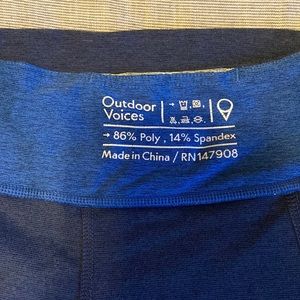 Outdoor
Voices
→ 86% Poly , 14% Spandex
Made in China / RN147908